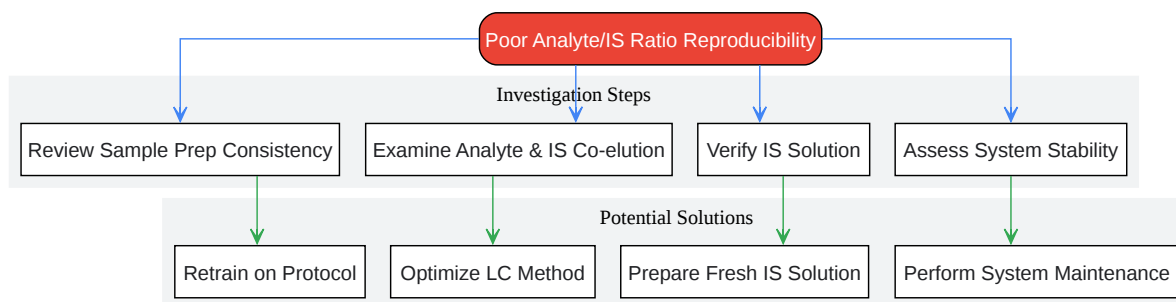 Poor Analyte/IS Ratio Reproducibility
Investigation Steps
Review Sample Prep Consistency
Examine Analyte & IS Co-elution
Verify IS Solution
Assess System Stability
Potential Solutions
Retrain on Protocol
Optimize LC Method
Prepare Fresh IS Solution
Perform System Maintenance